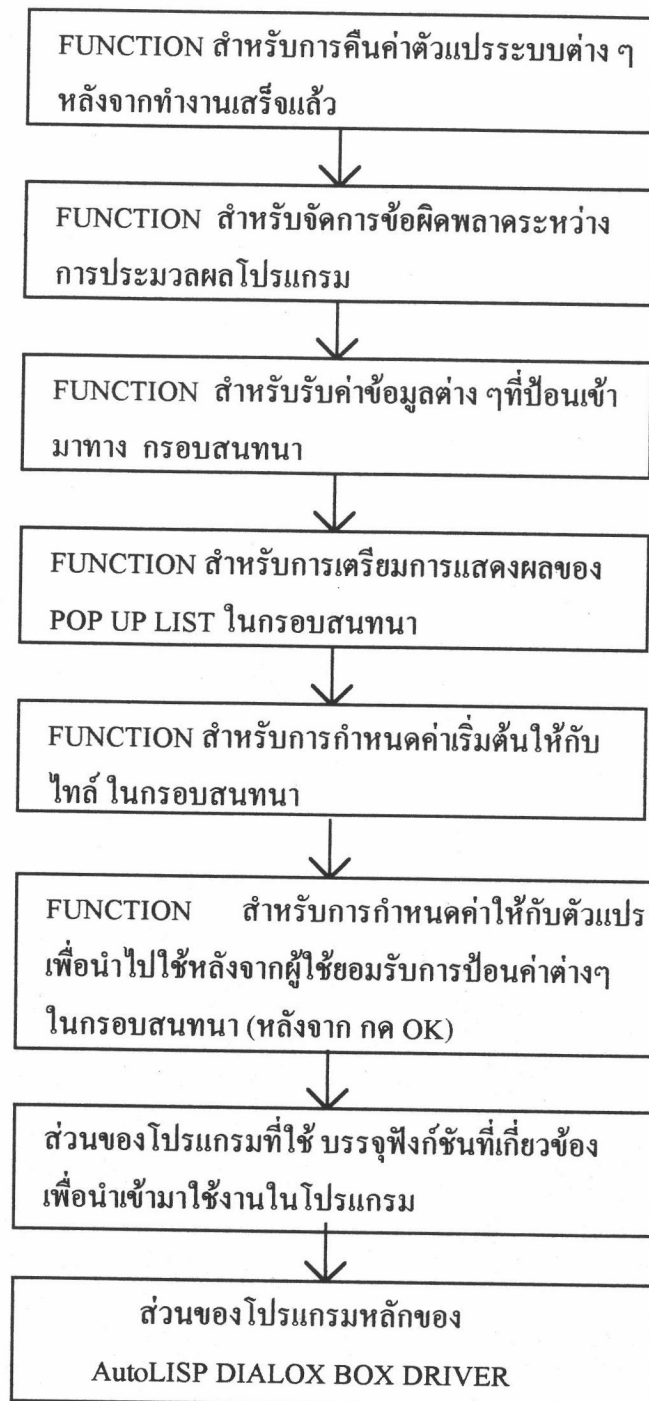 FUNCTION สำหรับการคืนค่าตัวแปรระบบต่าง ๆ
หลังจากทำงานเสร็จแล้ว
FUNCTION สำหรับจัดการข้อผิดพลาดระหว่าง
การประมวลผลโปรแกรม
FUNCTION สำหรับรับค่าข้อมูลต่าง ๆที่ป้อนเข้า
มาทาง กรอบสนทนา
FUNCTION สำหรับการเตรียมการแสดงผลของ
POP UP LIST ในกรอบสนทนา
FUNCTION สำหรับการกำหนดค่าเริ่มต้นให้กับ
ไทล์ ในกรอบสนทนา
FUNCTION สำหรับการกำหนดค่าให้กับตัวแปร
เพื่อนำไปใช้หลังจากผู้ใช้ยอมรับการป้อนค่าต่างๆ
ในกรอบสนทนา (หลังจาก กด OK)
ส่วนของโปรแกรมที่ใช้ บรรจุฟังก์ชันที่เกี่ยวข้อง
เพื่อนำเข้ามาใช้งานในโปรแกรม
ส่วนของโปรแกรมหลักของ
AutoLISP DIALOX BOX DRIVER